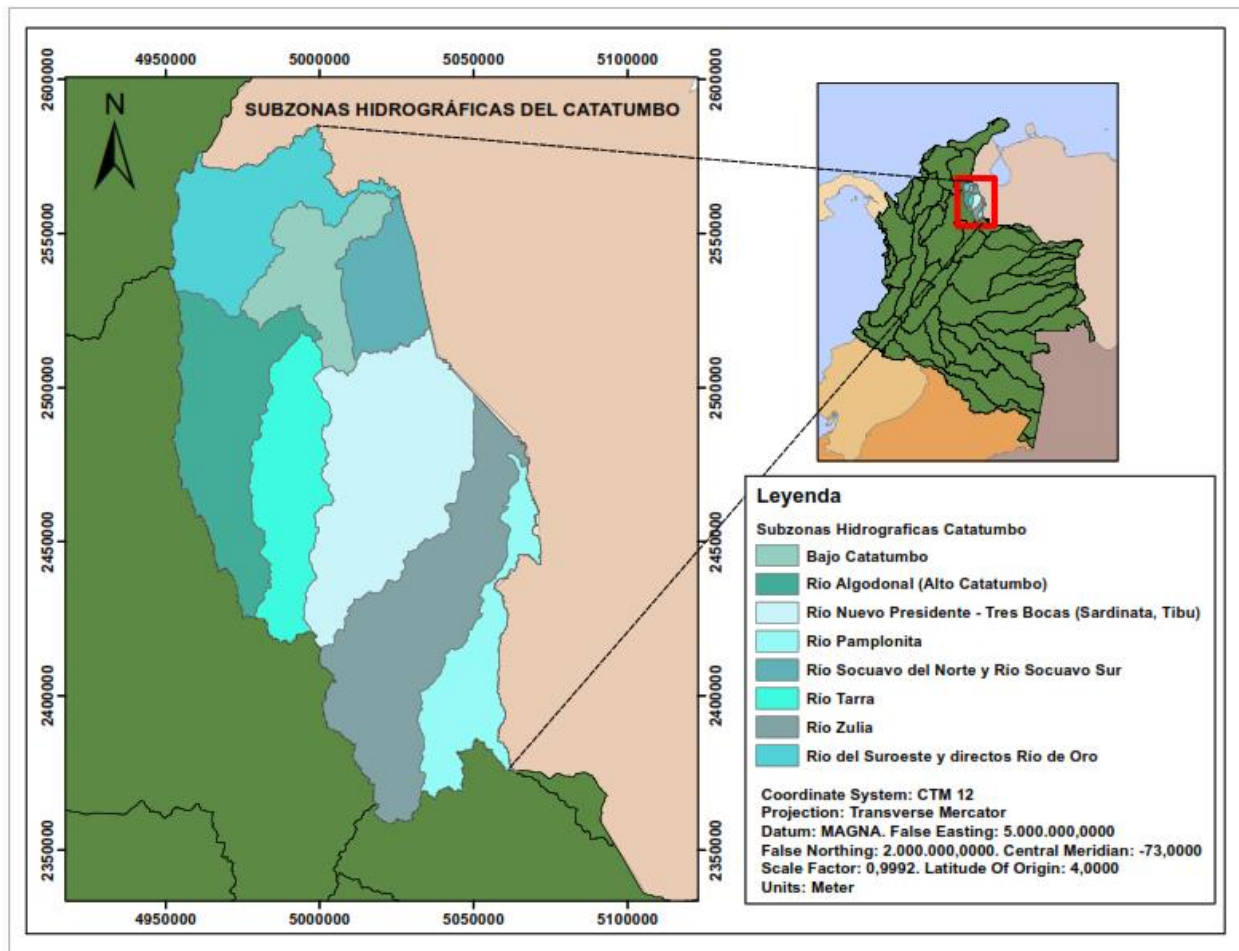 4950000 5000000 5050000 5100000
2600000 2600000
N
SUBZONAS HIDROGRÁFICAS DEL CATATUMBO
2550000 2550000
2500000 2500000
2450000 2450000
2400000 2400000
2350000 2350000
4950000 5000000 5050000 5100000
Leyenda
Subzonas Hidrograficas Catatumbo
Bajo Catatumbo
Río Algodonal (Alto Catatumbo)
Río Nuevo Presidente - Tres Bocas (Sardinata, Tibu)
Río Pamplonita
Río Socuavo del Norte y Río Socuavo Sur
Río Tarra
Río Zulia
Río del Suroeste y directos Río de Oro
Coordinate System: CTM 12
Projection: Transverse Mercator
Datum: MAGNA. False Easting: 5.000.000,0000
False Northing: 2.000.000,0000. Central Meridian: -73,0000
Scale Factor: 0,9992. Latitude Of Origin: 4,0000
Units: Meter